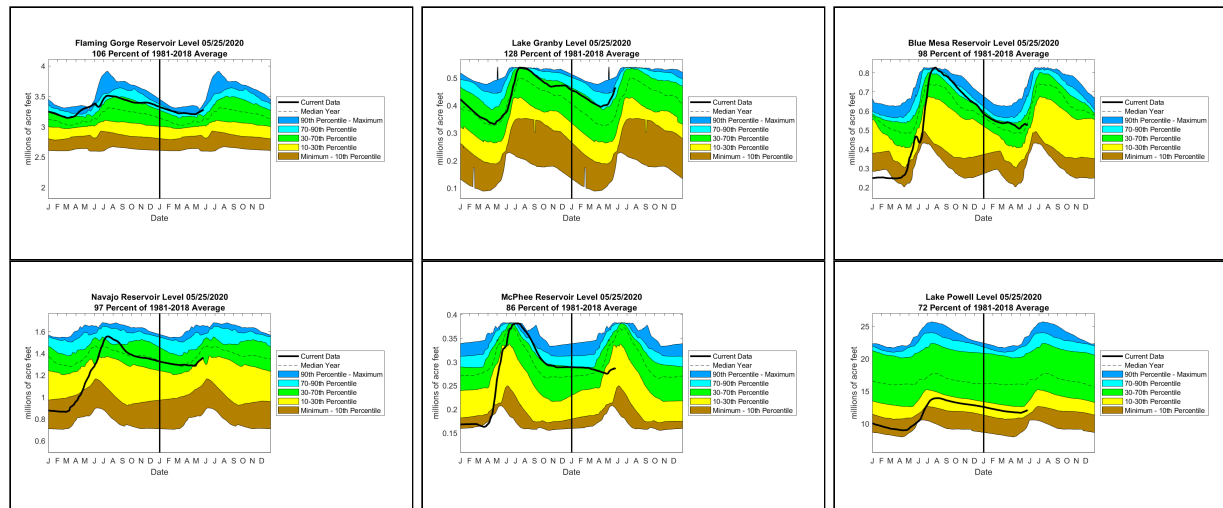 Flaming Gorge Reservoir Level 05/25/2020
106 Percent of 1981-2018 Average
4
3.5
3
2.5
2
millions of acre feet
J F M A M J J A S O N D J F M A M J J A S O N D
Date
Current Data
Median Year
90th Percentile - Maximum
70-90th Percentile
30-70th Percentile
10-30th Percentile
Minimum - 10th Percentile
Lake Granby Level 05/25/2020
128 Percent of 1981-2018 Average
0.5
0.4
0.3
0.2
0.1
millions of acre feet
J F M A M J J A S O N D J F M A M J J A S O N D
Date
Current Data
Median Year
90th Percentile - Maximum
70-90th Percentile
30-70th Percentile
10-30th Percentile
Minimum - 10th Percentile
Blue Mesa Reservoir Level 05/25/2020
98 Percent of 1981-2018 Average
0.8
0.7
0.6
0.5
0.4
0.3
0.2
millions of acre feet
J F M A M J J A S O N D J F M A M J J A S O N D
Date
Current Data
Median Year
90th Percentile - Maximum
70-90th Percentile
30-70th Percentile
10-30th Percentile
Minimum - 10th Percentile
Navajo Reservoir Level 05/25/2020
97 Percent of 1981-2018 Average
1.6
1.4
1.2
1
0.8
0.6
millions of acre feet
J F M A M J J A S O N D J F M A M J J A S O N D
Date
Current Data
Median Year
90th Percentile - Maximum
70-90th Percentile
30-70th Percentile
10-30th Percentile
Minimum - 10th Percentile
McPhee Reservoir Level 05/25/2020
86 Percent of 1981-2018 Average
0.4
0.35
0.3
0.25
0.2
0.15
millions of acre feet
J F M A M J J A S O N D J F M A M J J A S O N D
Date
Current Data
Median Year
90th Percentile - Maximum
70-90th Percentile
30-70th Percentile
10-30th Percentile
Minimum - 10th Percentile
Lake Powell Level 05/25/2020
72 Percent of 1981-2018 Average
25
20
15
10
millions of acre feet
J F M A M J J A S O N D J F M A M J J A S O N D
Date
Current Data
Median Year
90th Percentile - Maximum
70-90th Percentile
30-70th Percentile
10-30th Percentile
Minimum - 10th Percentile